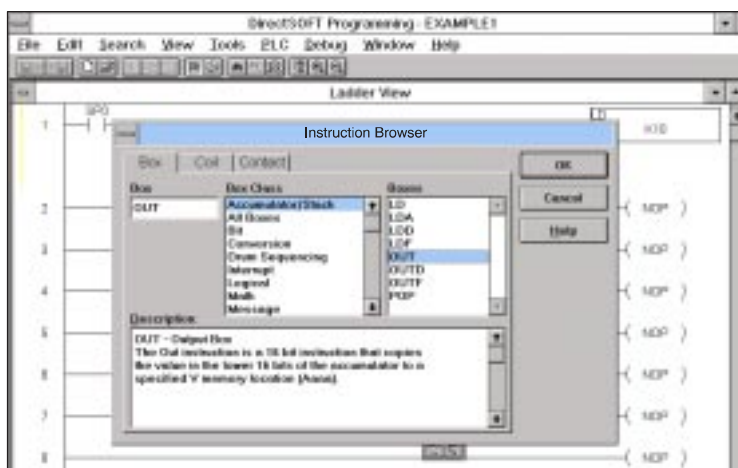 DirectSOFT Programming - EXAMPLE1
File Edit Search View Tools PLC Debug Window Help
Ladder View
1 SP0 LD
K10
Instruction Browser
Box Coil Contact
OK
Cancel
Help
Box Box Class Boxes
OUT
Accumulator/Stack
All Boxes
Bit
Conversion
Drum Sequencing
Interrupt
Logical
Math
Message
LD
LDA
LDD
LDF
OUT
OUTD
OUTF
POP
Description:
OUT - Output Box
The Out instruction is a 16 bit instruction that copies
the value in the lower 16 bits of the accumulator to a
specified V memory location (Aaaa).
2 NOP
3 NOP
4 NOP
5 NOP
6 NOP
7 NOP
8 NOP